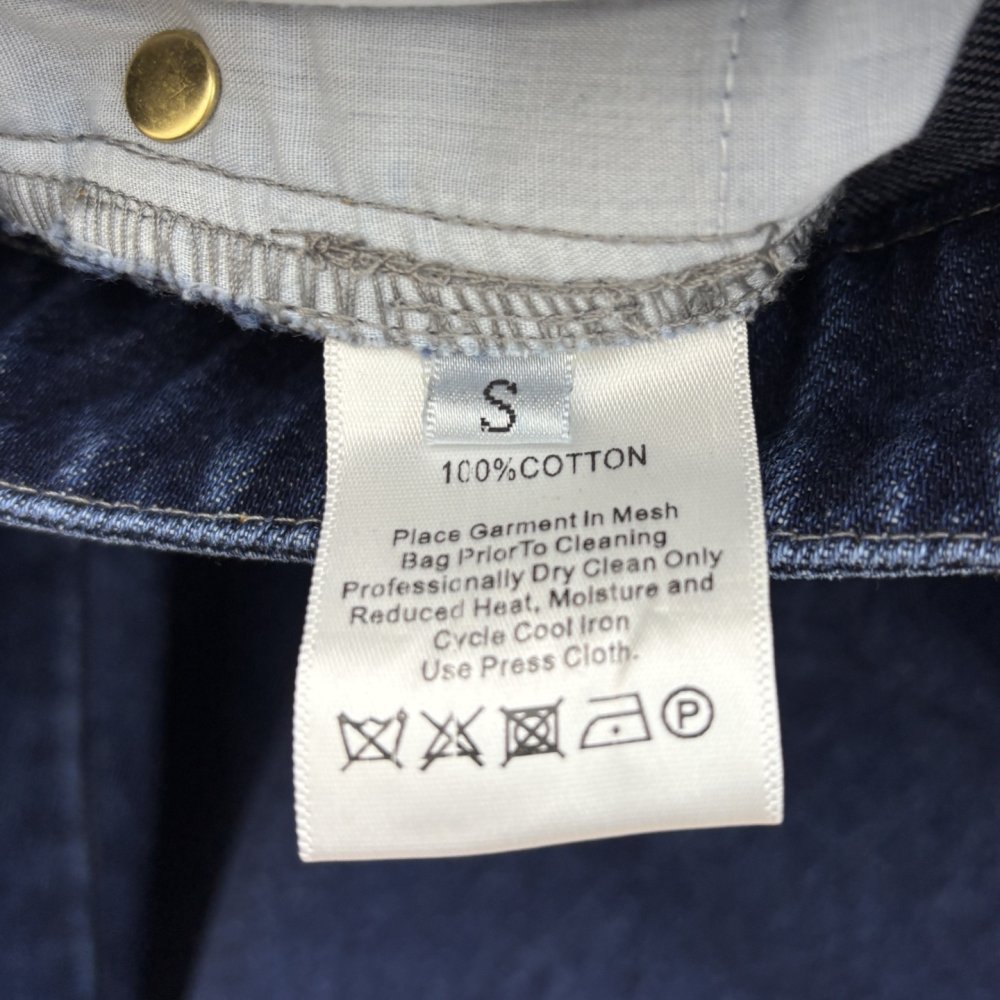 S
100%COTTON
Place Garment In Mesh
Bag PriorTo Cleaning
Professionally Dry Clean Only
Reduced Heat, Moisture and
Cycle Cool Iron
Use Press Cloth.
P